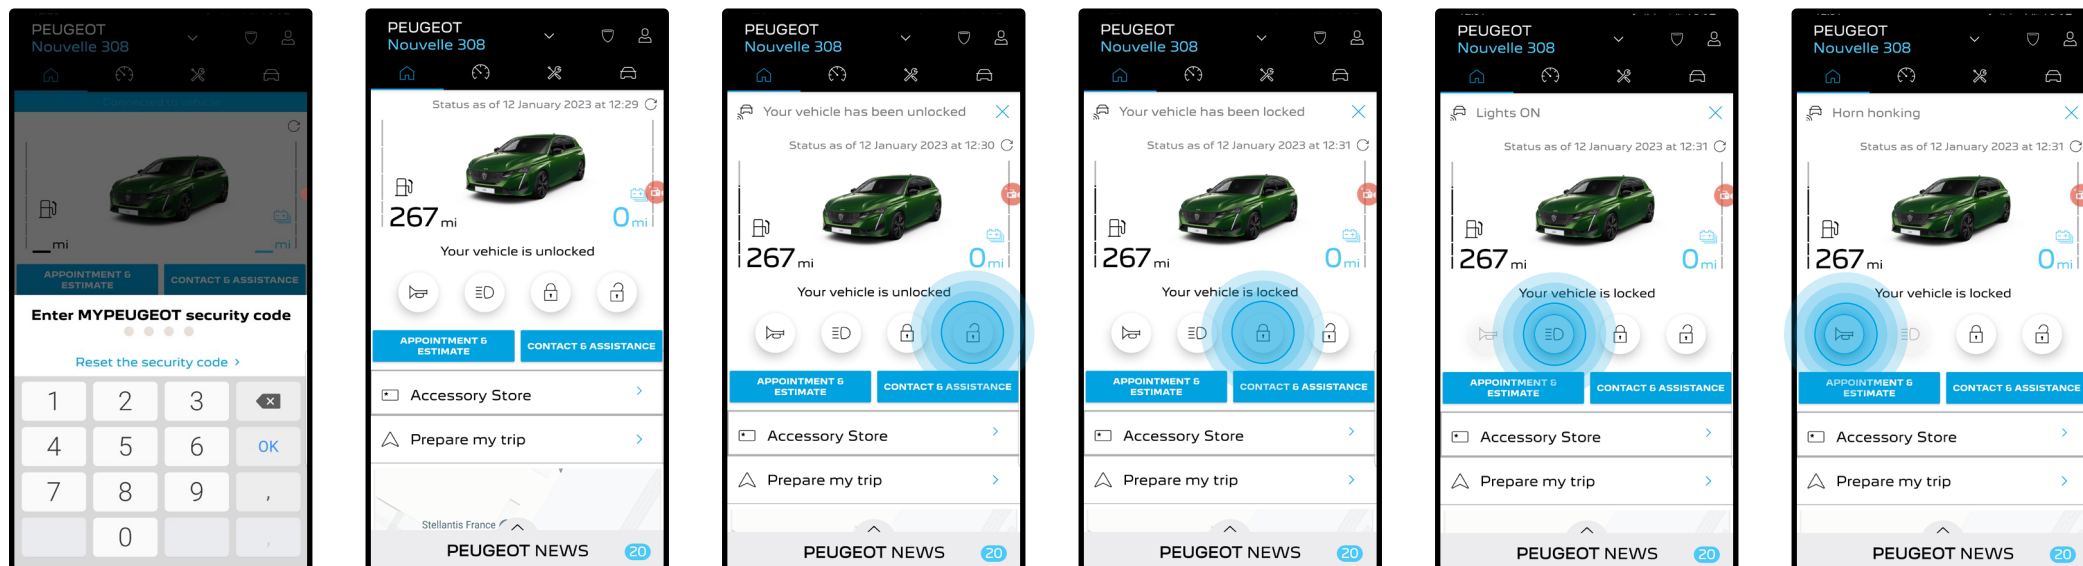 PEUGEOT
Nouvelle 308
Connected to vehicle
mi
mi
APPOINTMENT &
ESTIMATE
CONTACT & ASSISTANCE
Enter MYPEUGEOT security code
Reset the security code >
1 2 3
4 5 6 OK
7 8 9 ,
0 ,
PEUGEOT
Nouvelle 308
Status as of 12 January 2023 at 12:29
267 mi
0 mi
Your vehicle is unlocked
APPOINTMENT &
ESTIMATE
CONTACT & ASSISTANCE
Accessory Store
Prepare my trip
Stellantis France
PEUGEOT NEWS 20
PEUGEOT
Nouvelle 308
Your vehicle has been unlocked
Status as of 12 January 2023 at 12:30
267 mi
0 mi
Your vehicle is unlocked
APPOINTMENT &
ESTIMATE
CONTACT & ASSISTANCE
Accessory Store
Prepare my trip
PEUGEOT NEWS 20
PEUGEOT
Nouvelle 308
Your vehicle has been locked
Status as of 12 January 2023 at 12:31
267 mi
0 mi
Your vehicle is locked
APPOINTMENT &
ESTIMATE
CONTACT & ASSISTANCE
Accessory Store
Prepare my trip
PEUGEOT NEWS 20
PEUGEOT
Nouvelle 308
Lights ON
Status as of 12 January 2023 at 12:31
267 mi
0 mi
Your vehicle is locked
APPOINTMENT &
ESTIMATE
CONTACT & ASSISTANCE
Accessory Store
Prepare my trip
PEUGEOT NEWS 20
PEUGEOT
Nouvelle 308
Horn honking
Status as of 12 January 2023 at 12:31
267 mi
0 mi
Your vehicle is locked
APPOINTMENT &
ESTIMATE
CONTACT & ASSISTANCE
Accessory Store
Prepare my trip
PEUGEOT NEWS 20